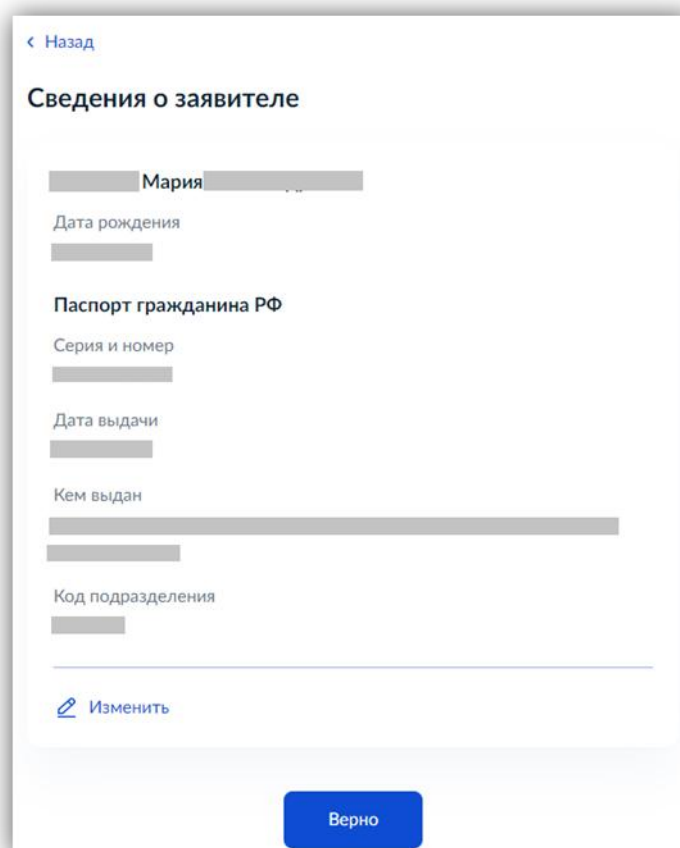 Назад
Сведения о заявителе
Мария
Дата рождения
Паспорт гражданина РФ
Серия и номер
Дата выдачи
Кем выдан
Код подразделения
Изменить
Верно